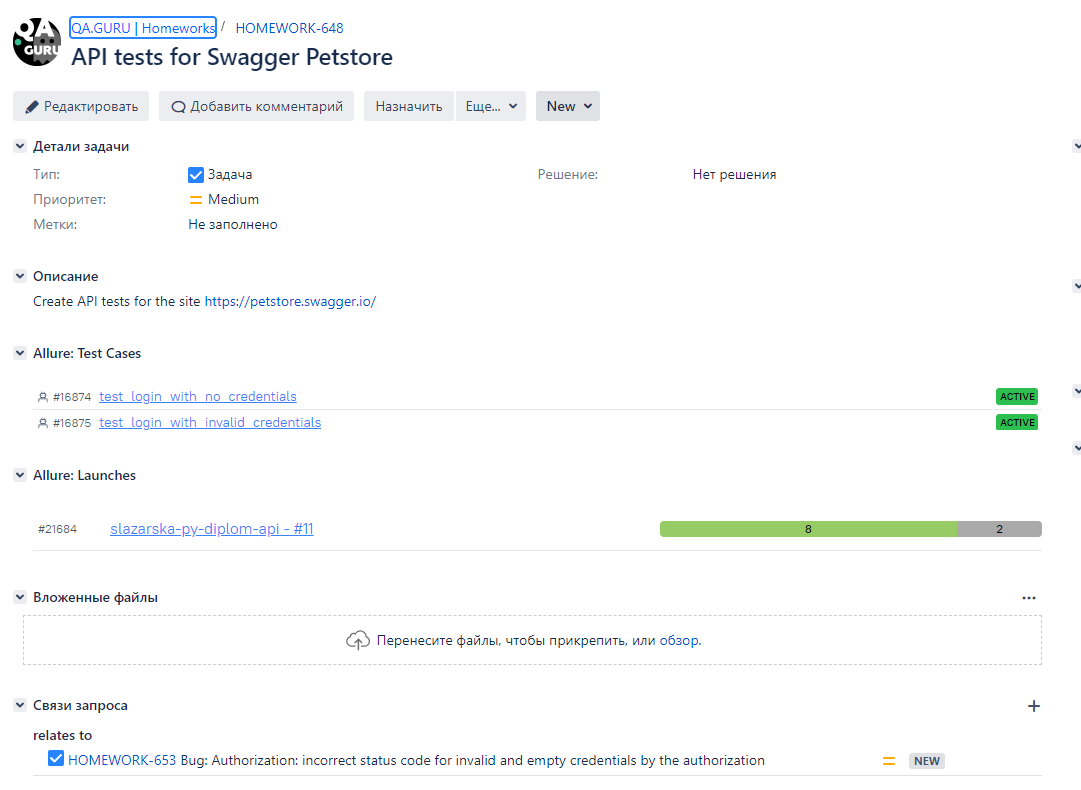 QA
GURU
QA.GURU | Homeworks / HOMEWORK-648
API tests for Swagger Petstore
Редактировать Добавить комментарий Назначить Еще... New
Детали задачи
Тип: Задача Решение: Нет решения
Приоритет: Medium
Метки: Не заполнено
Описание
Create API tests for the site https://petstore.swagger.io/
Allure: Test Cases
#16874 test_login_with_no_credentials ACTIVE
#16875 test_login_with_invalid_credentials ACTIVE
Allure: Launches
#21684 slazarska-py-diplom-api - #11 8 2
Вложенные файлы ...
Перенесите файлы, чтобы прикрепить, или обзор.
Связи запроса +
relates to
HOMEWORK-653 Bug: Authorization: incorrect status code for invalid and empty credentials by the authorization NEW